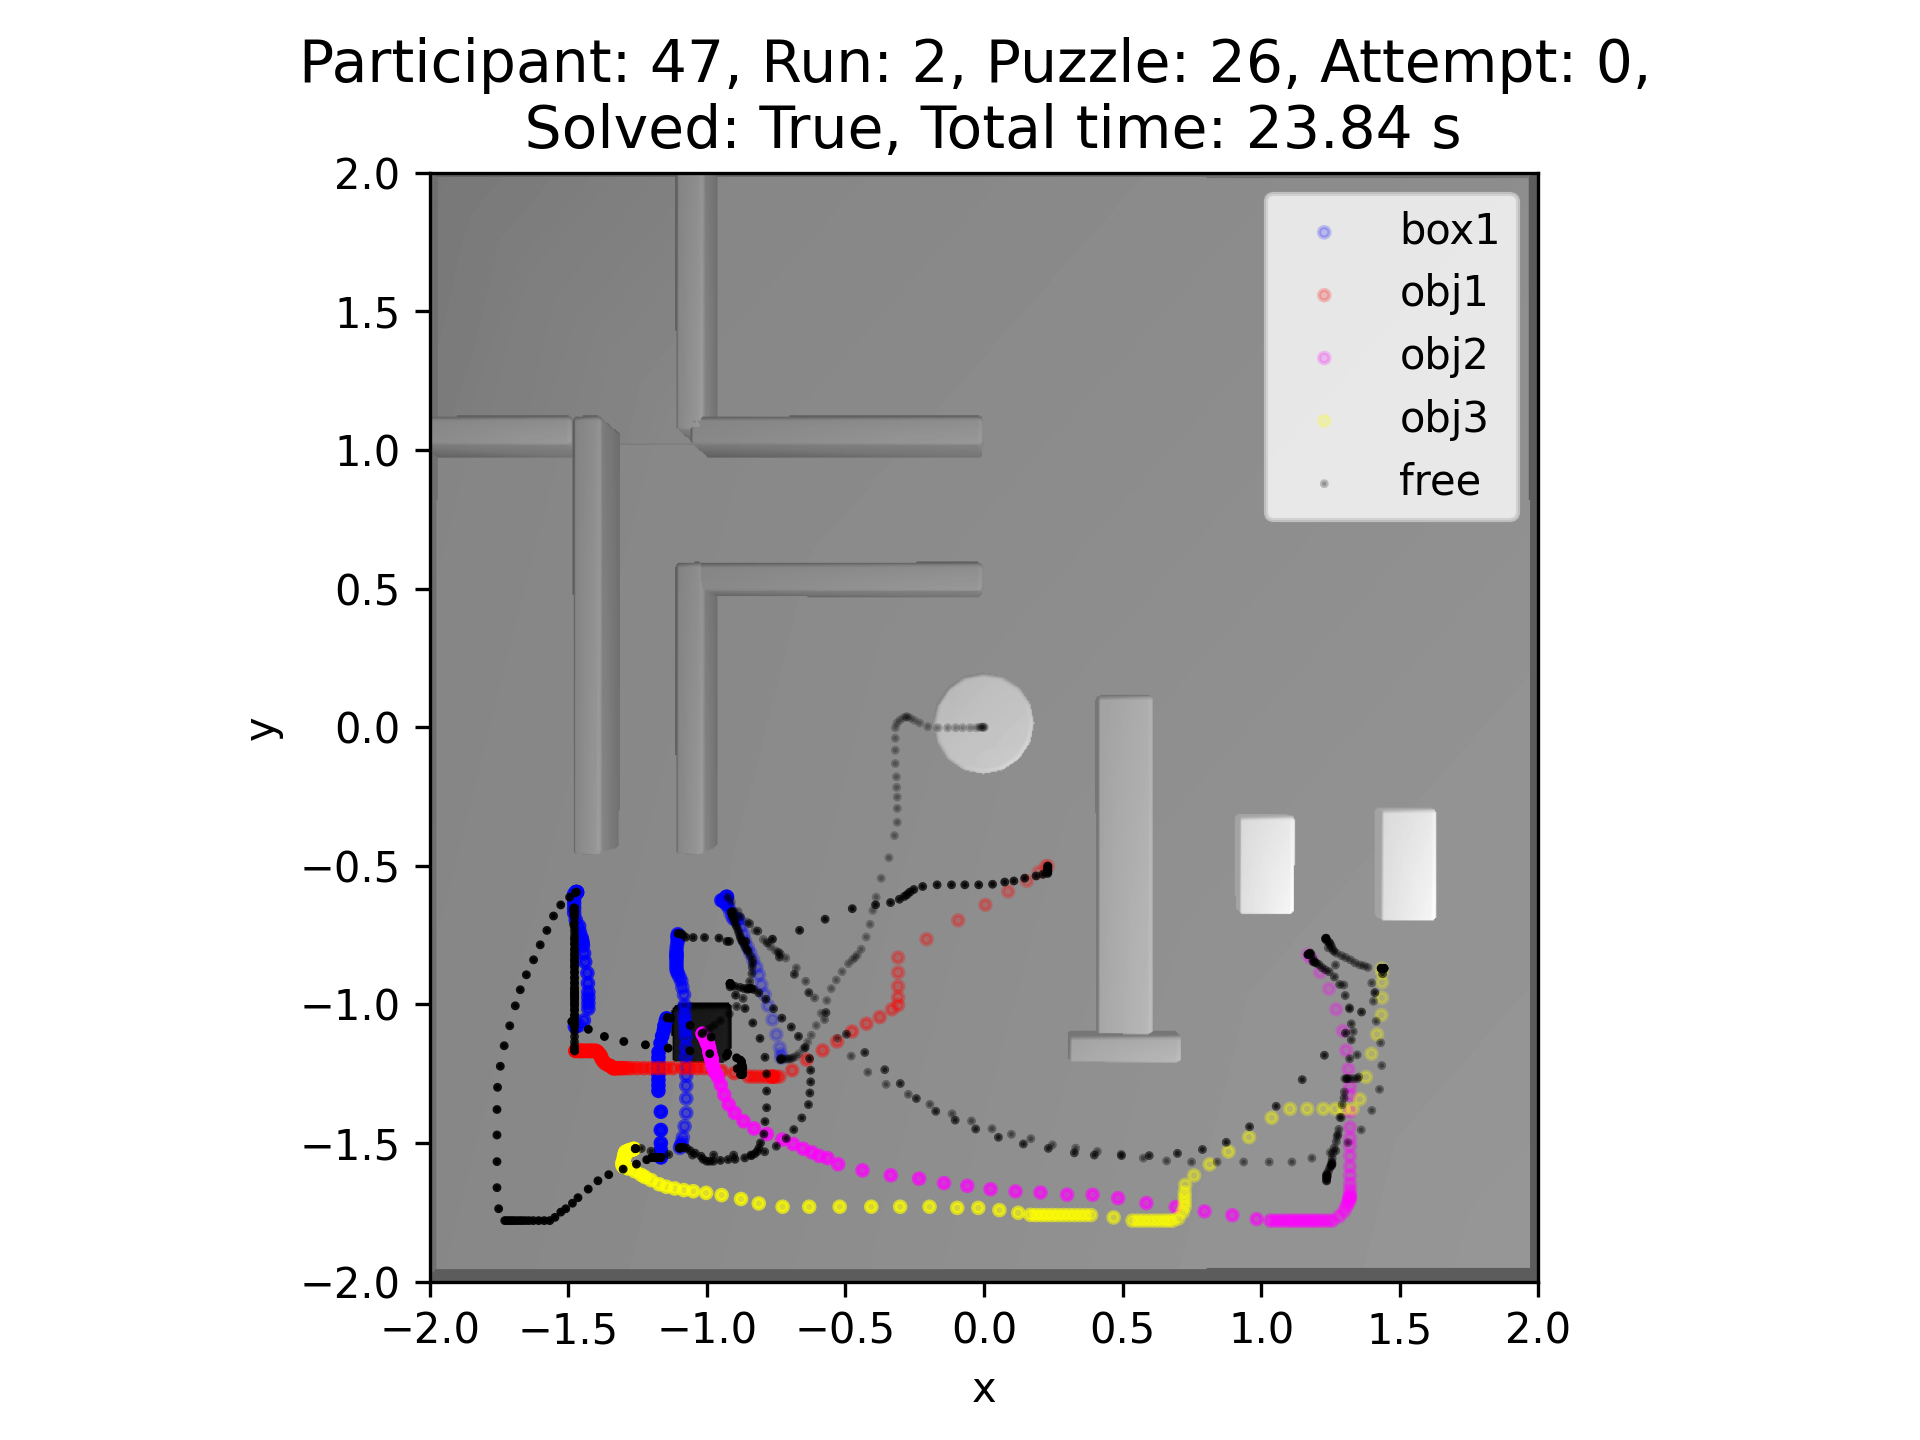 Participant: 47, Run: 2, Puzzle: 26, Attempt: 0,
Solved: True, Total time: 23.84 s
2.0
1.5
1.0
0.5
0.0
−0.5
−1.0
−1.5
−2.0
y
box1
obj1
obj2
obj3
free
−2.0 −1.5 −1.0 −0.5 0.0 0.5 1.0 1.5 2.0
x